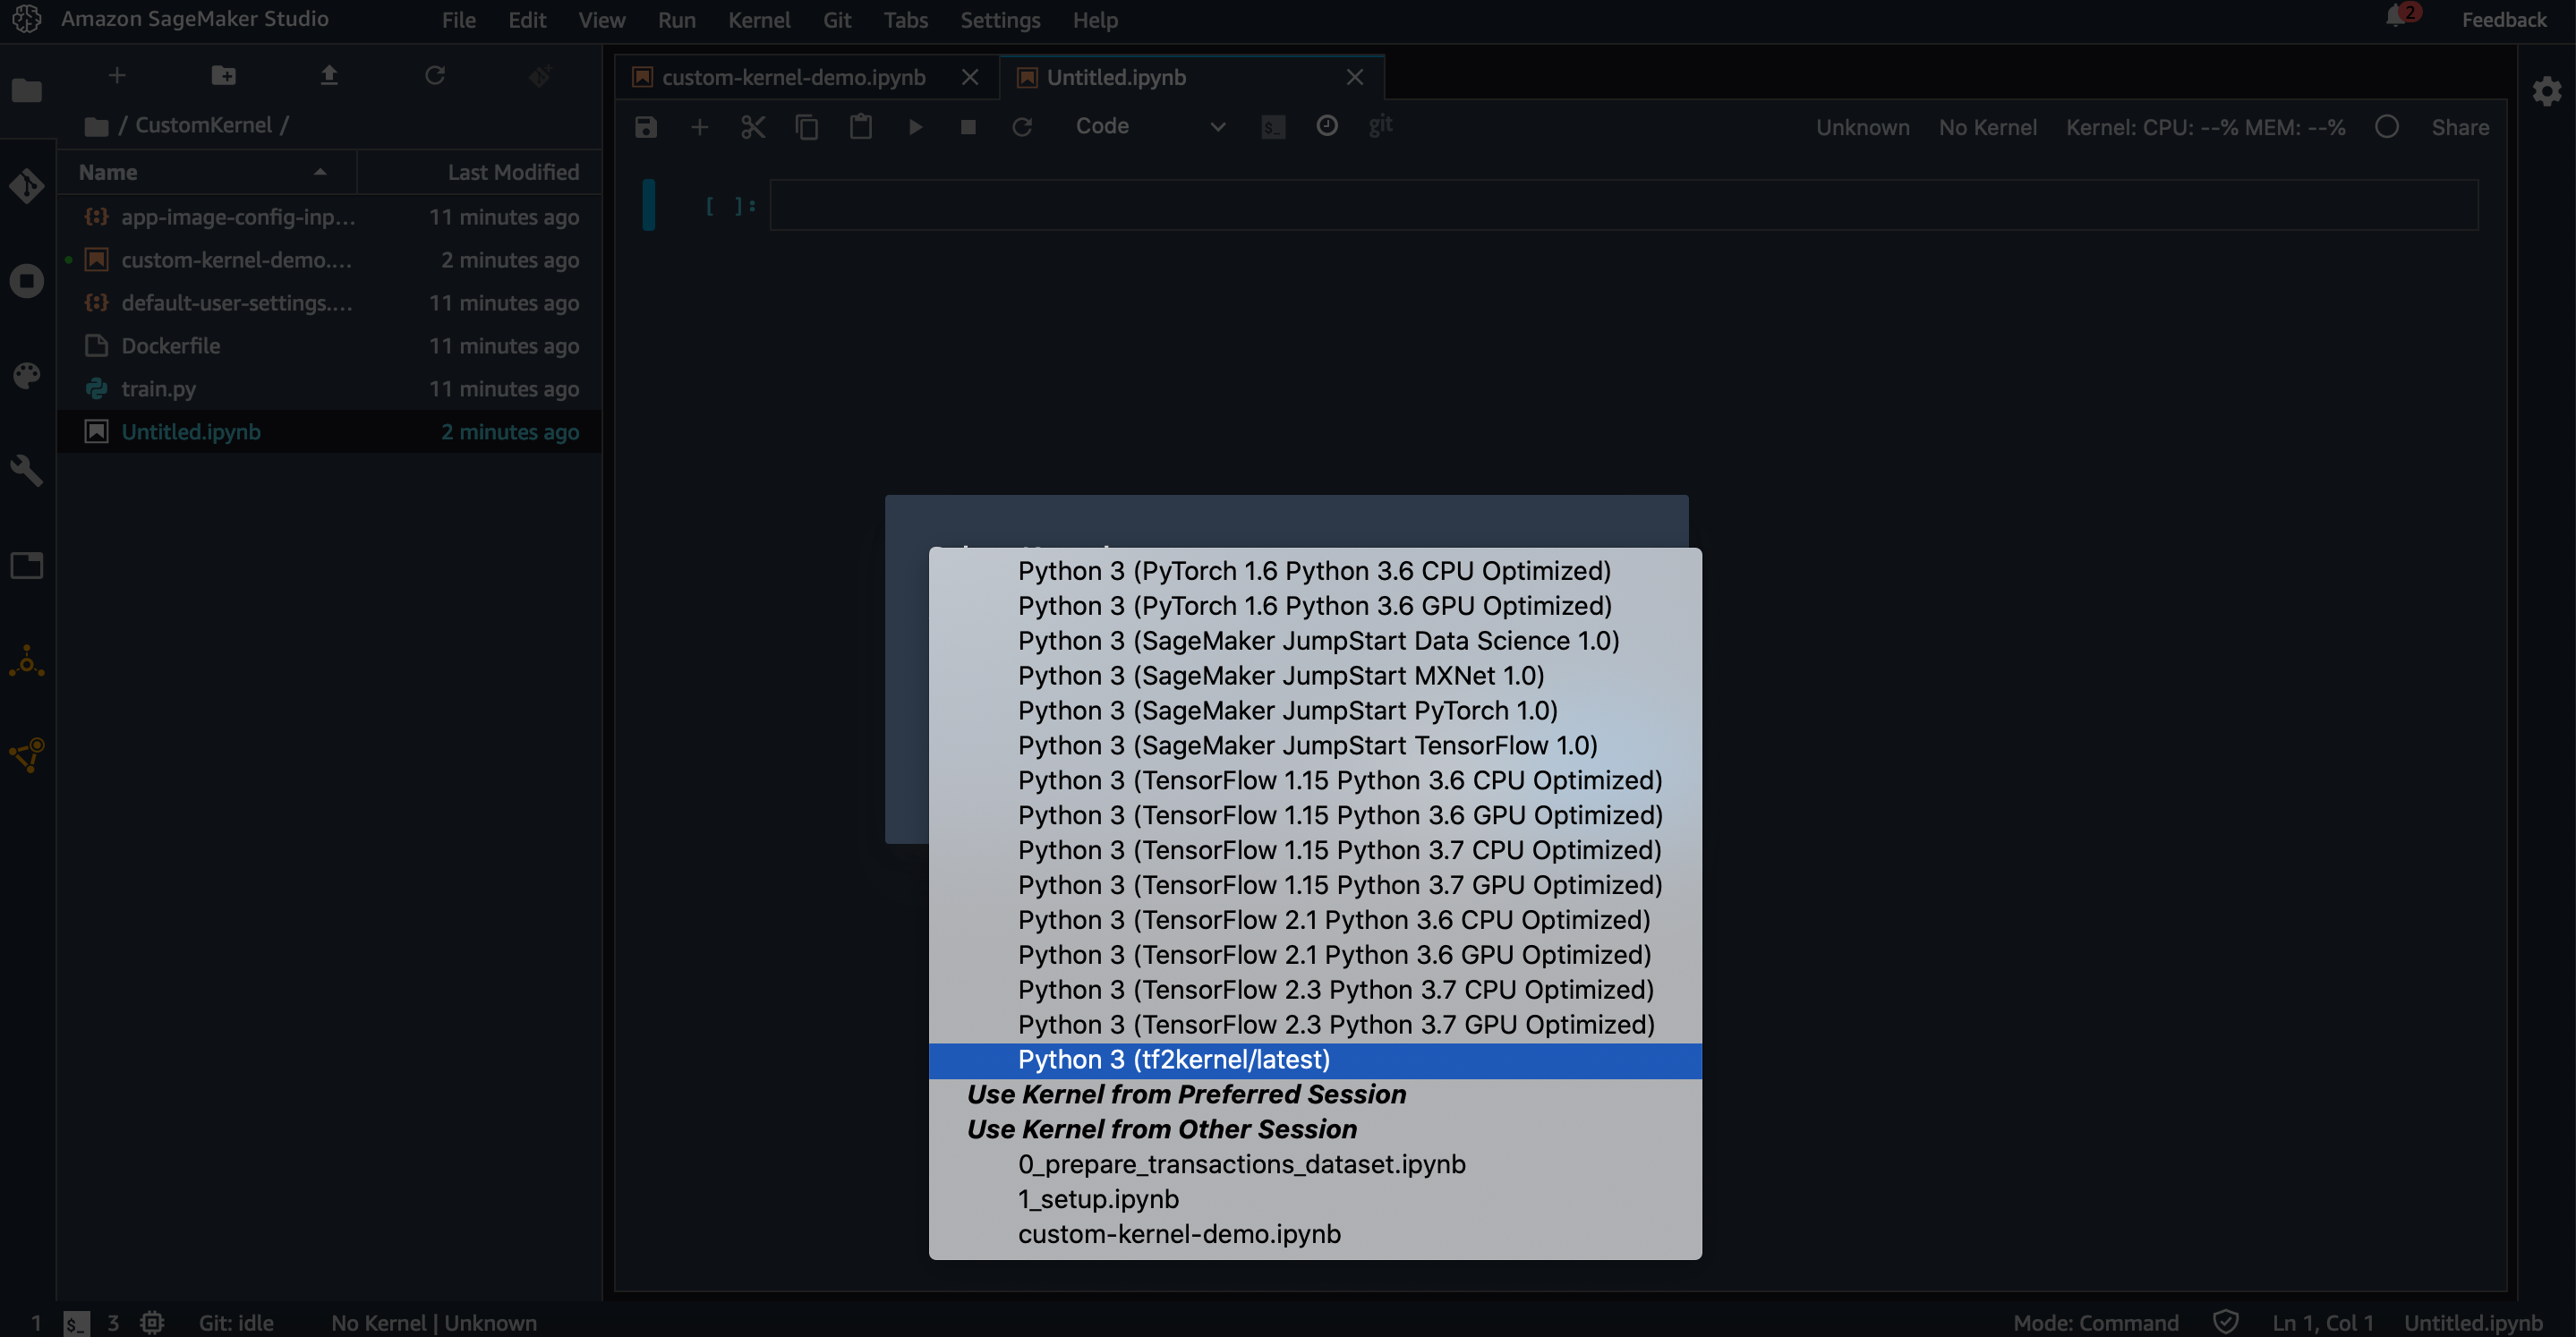 Amazon SageMaker Studio File Edit View Run Kernel Git Tabs Settings Help 2 Feedback
custom-kernel-demo.ipynb Untitled.ipynb
/ CustomKernel /
Code git Unknown No Kernel Kernel: CPU: --% MEM: --% Share
Name Last Modified
[ ]:
app-image-config-inp... 11 minutes ago
custom-kernel-demo.... 2 minutes ago
default-user-settings.... 11 minutes ago
Dockerfile 11 minutes ago
train.py 11 minutes ago
Untitled.ipynb 2 minutes ago
Python 3 (PyTorch 1.6 Python 3.6 CPU Optimized)
Python 3 (PyTorch 1.6 Python 3.6 GPU Optimized)
Python 3 (SageMaker JumpStart Data Science 1.0)
Python 3 (SageMaker JumpStart MXNet 1.0)
Python 3 (SageMaker JumpStart PyTorch 1.0)
Python 3 (SageMaker JumpStart TensorFlow 1.0)
Python 3 (TensorFlow 1.15 Python 3.6 CPU Optimized)
Python 3 (TensorFlow 1.15 Python 3.6 GPU Optimized)
Python 3 (TensorFlow 1.15 Python 3.7 CPU Optimized)
Python 3 (TensorFlow 1.15 Python 3.7 GPU Optimized)
Python 3 (TensorFlow 2.1 Python 3.6 CPU Optimized)
Python 3 (TensorFlow 2.1 Python 3.6 GPU Optimized)
Python 3 (TensorFlow 2.3 Python 3.7 CPU Optimized)
Python 3 (TensorFlow 2.3 Python 3.7 GPU Optimized)
Python 3 (tf2kernel/latest)
Use Kernel from Preferred Session
Use Kernel from Other Session
0_prepare_transactions_dataset.ipynb
1_setup.ipynb
custom-kernel-demo.ipynb
1 $_ 3 Git: idle No Kernel | Unknown Mode: Command Ln 1, Col 1 Untitled.ipynb